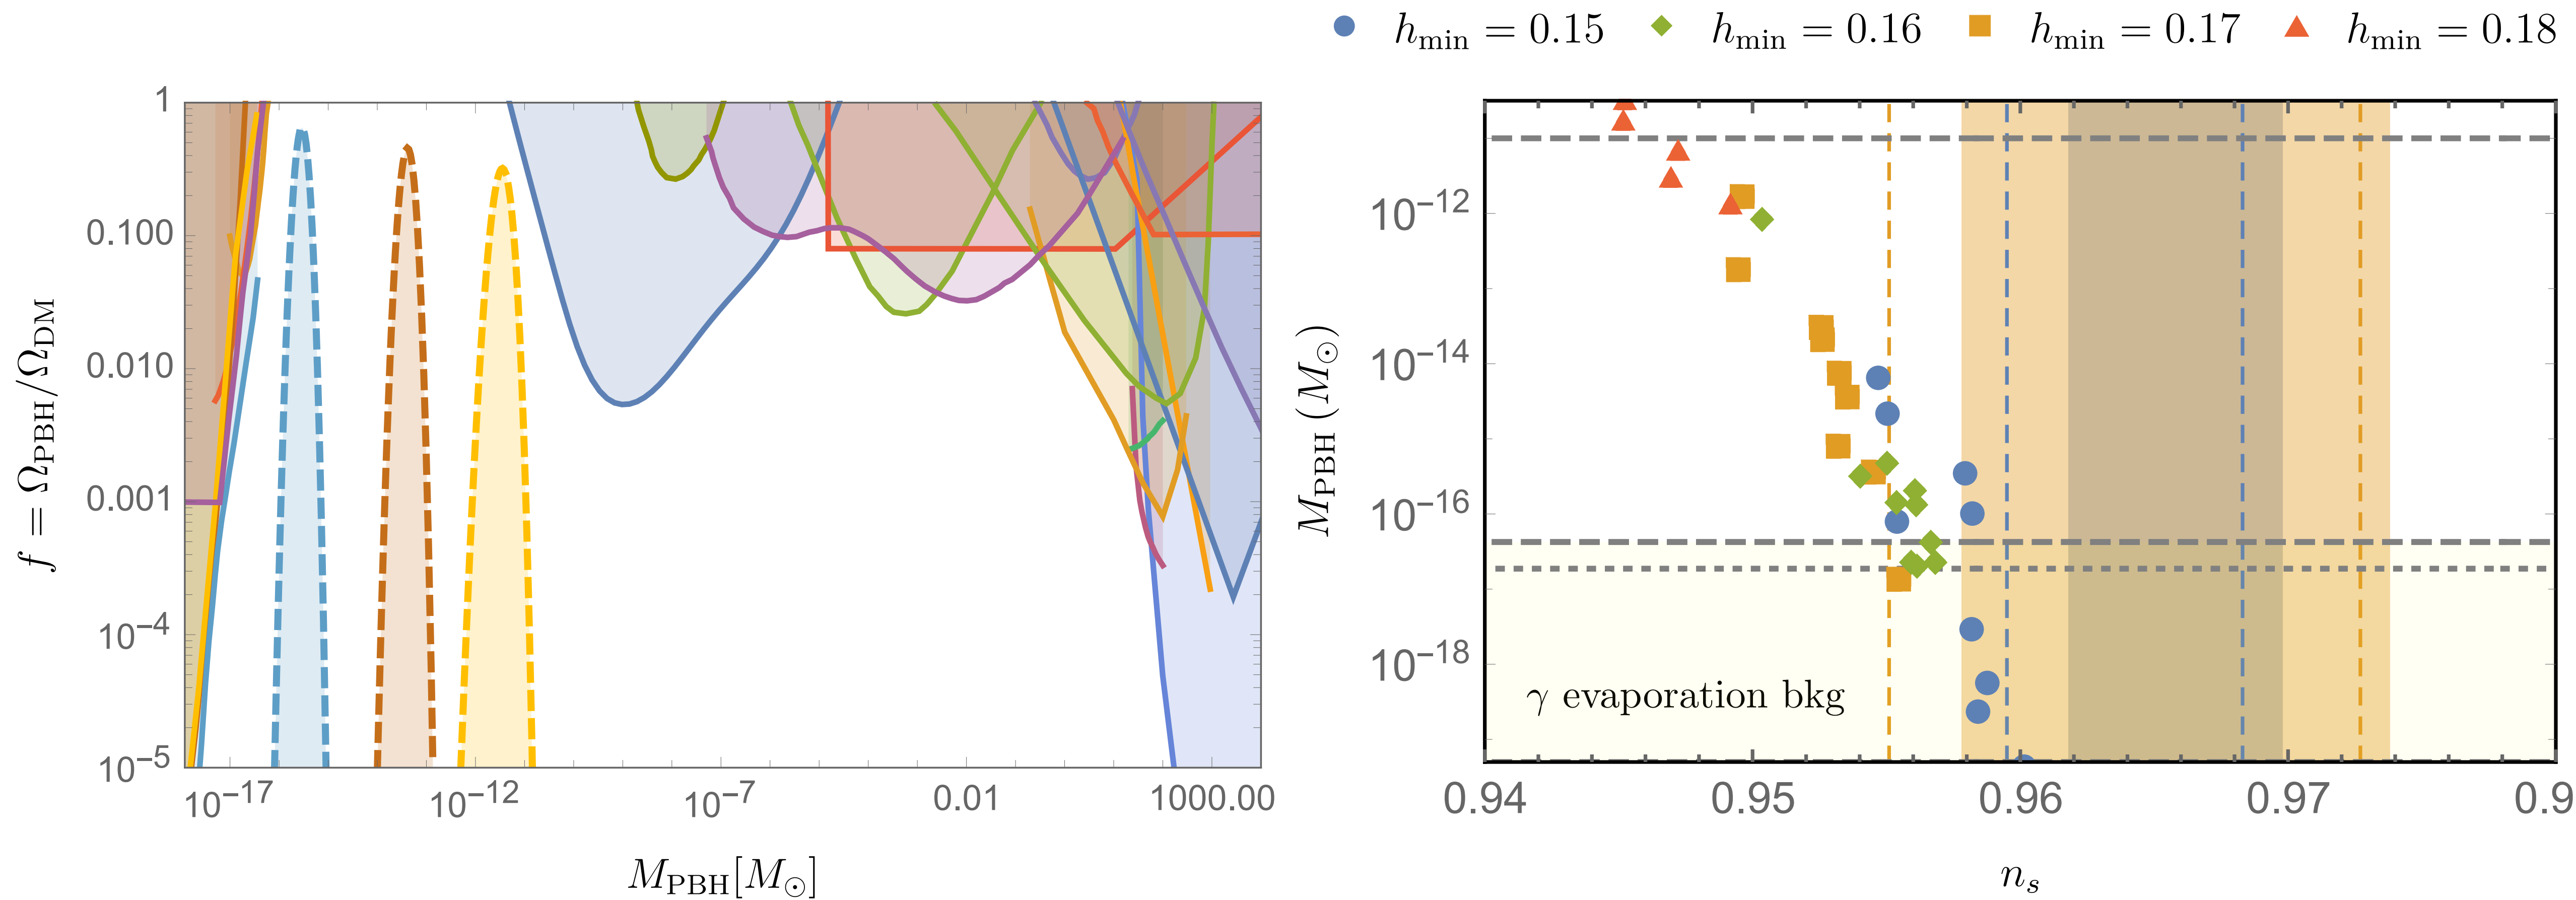 h_min = 0.15 h_min = 0.16 h_min = 0.17 h_min = 0.18
f = Ω_PBH/Ω_DM
1
0.100
0.010
0.001
10^−4
10^−5
10^−17 10^−12 10^−7 0.01 1000.00
M_PBH[M_⊙]
M_PBH (M_⊙)
10^−12
10^−14
10^−16
10^−18
γ evaporation bkg
0.94 0.95 0.96 0.97 0.9
n_s